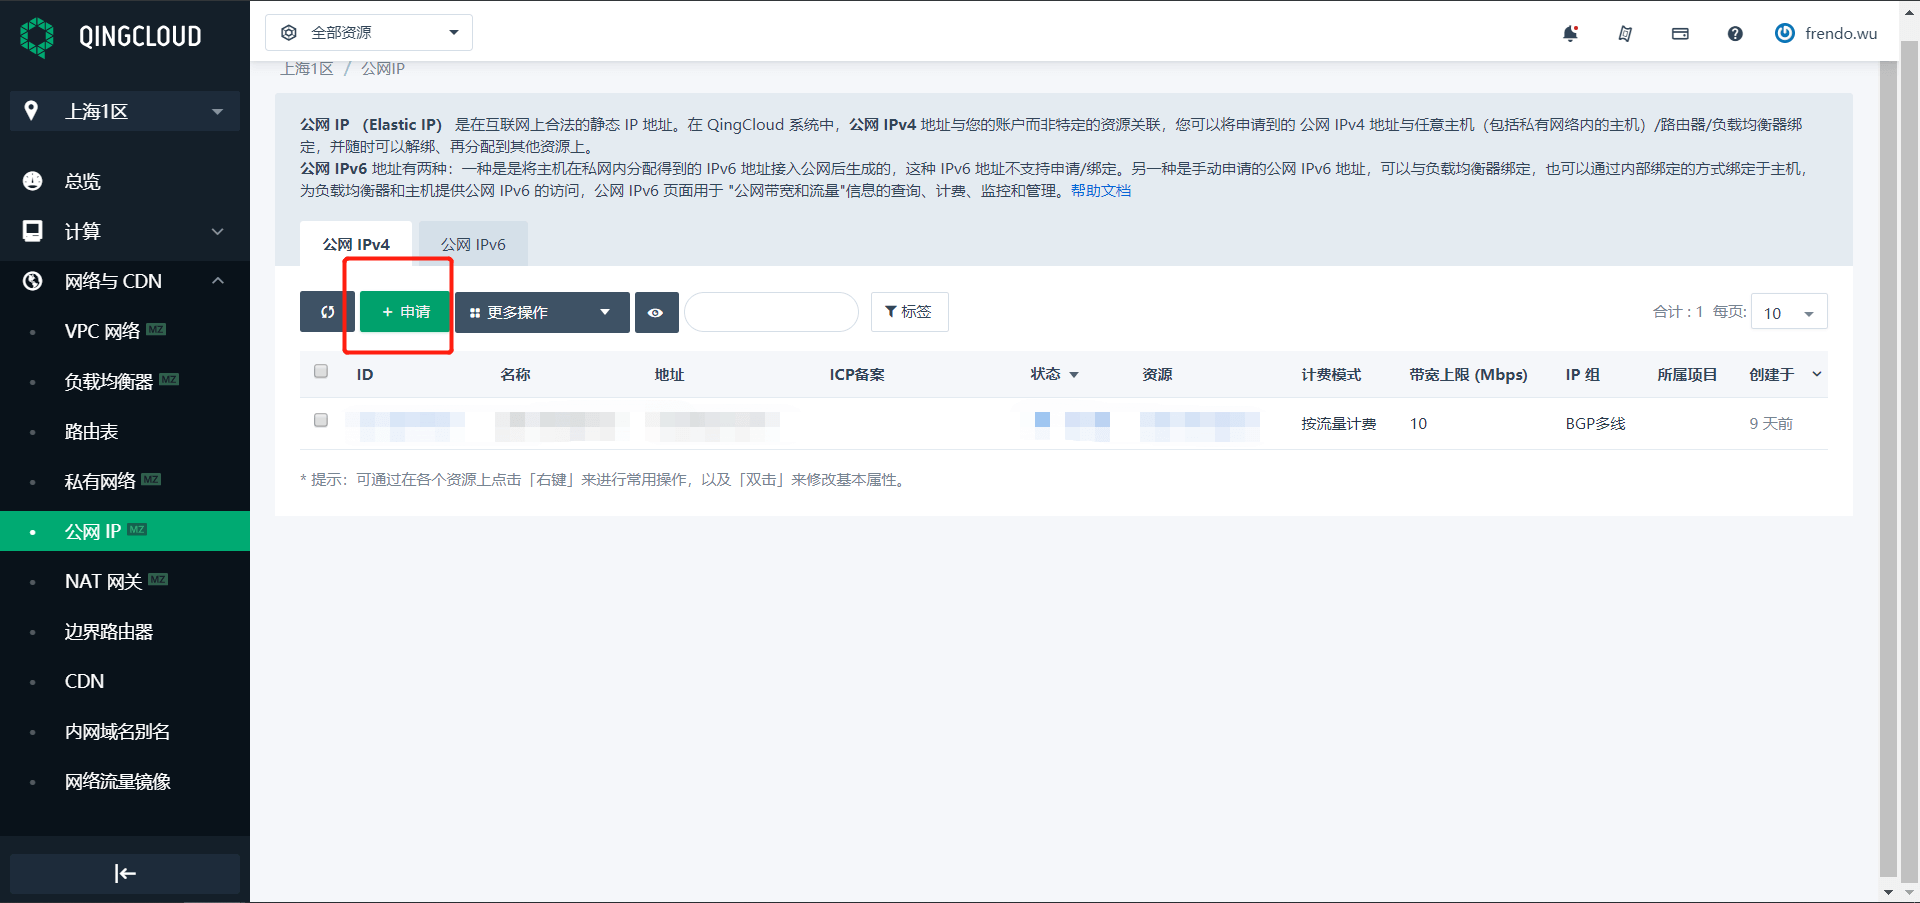 QINGCLOUD
全部资源
frendo.wu
上海1区 / 公网IP
上海1区
总览
计算
网络与 CDN
VPC 网络 MZ
负载均衡器 MZ
路由表
私有网络 MZ
公网 IP MZ
NAT 网关 MZ
边界路由器
CDN
内网域名别名
网络流量镜像
公网 IP （Elastic IP） 是在互联网上合法的静态 IP 地址。在 QingCloud 系统中，公网 IPv4 地址与您的账户而非特定的资源关联，您可以将申请到的 公网 IPv4 地址与任意主机（包括私有网络内的主机）/路由器/负载均衡器绑
定，并随时可以解绑、再分配到其他资源上。
公网 IPv6 地址有两种：一种是是将主机在私网内分配得到的 IPv6 地址接入公网后生成的，这种 IPv6 地址不支持申请/绑定。另一种是手动申请的公网 IPv6 地址，可以与负载均衡器绑定，也可以通过内部绑定的方式绑定于主机，
为负载均衡器和主机提供公网 IPv6 的访问，公网 IPv6 页面用于 "公网带宽和流量"信息的查询、计费、监控和管理。帮助文档
公网 IPv4 公网 IPv6
+ 申请 更多操作 标签 合计 : 1 每页: 10
ID 名称 地址 ICP备案 状态 资源 计费模式 带宽上限 (Mbps) IP 组 所属项目 创建于
按流量计费 10 BGP多线 9 天前
* 提示：可通过在各个资源上点击「右键」来进行常用操作，以及「双击」来修改基本属性。